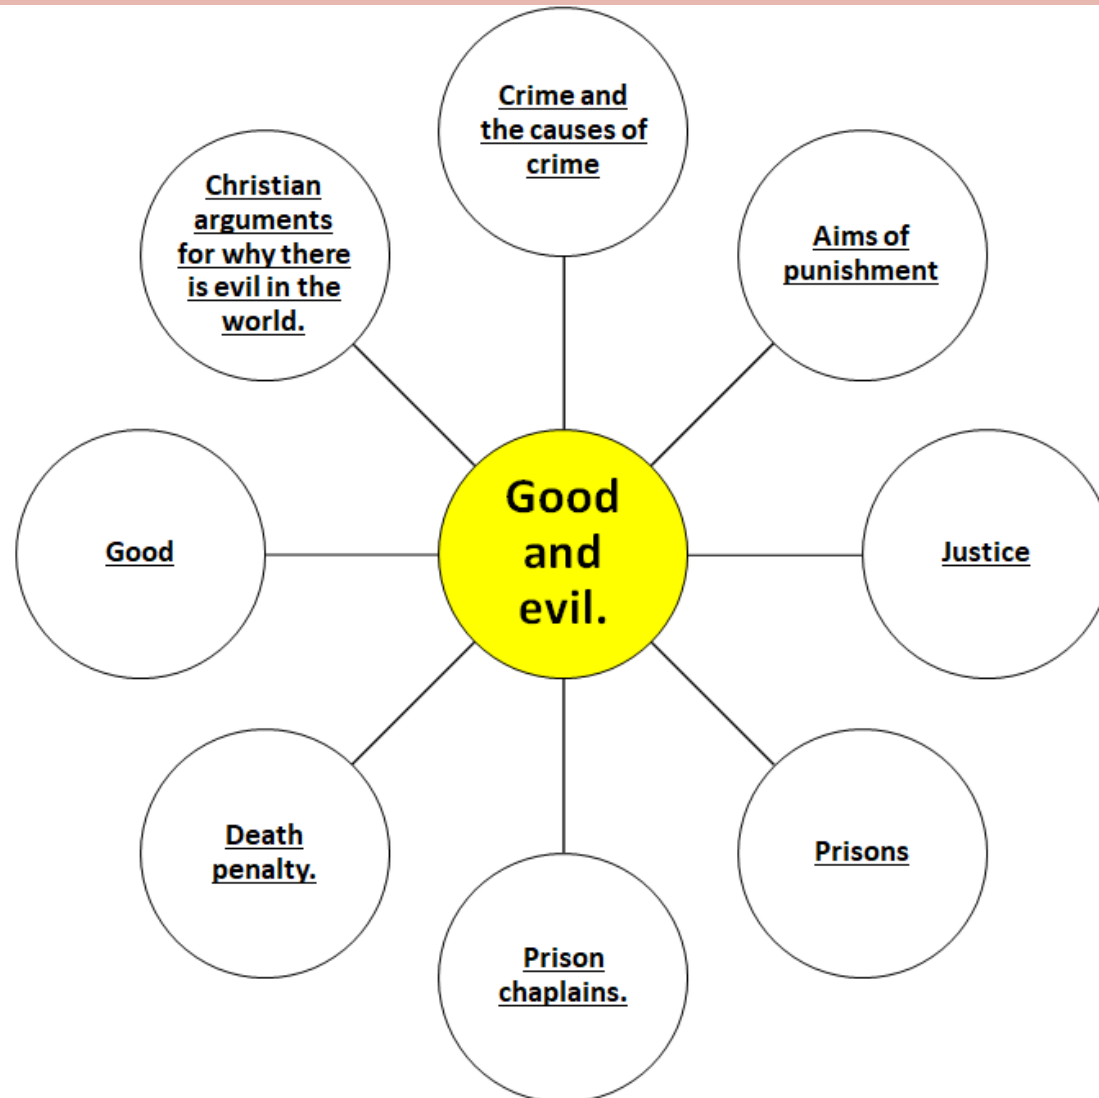 Crime and
the causes of
crime
Aims of
punishment
Justice
Prisons
Prison
chaplains.
Death
penalty.
Good
Christian
arguments
for why there
is evil in the
world.
Good
and
evil.